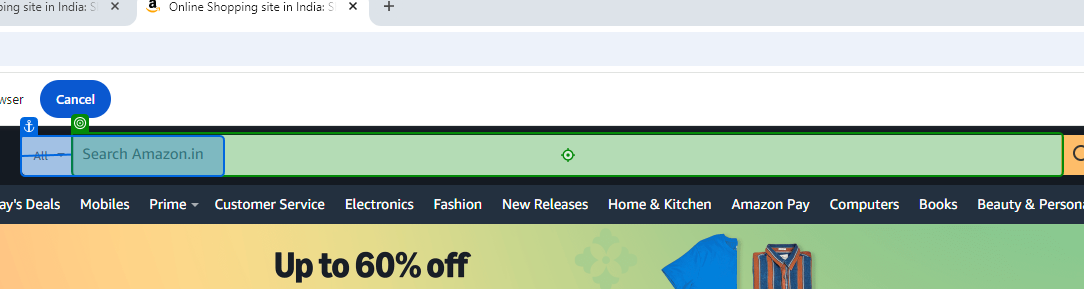 ping site in India: S
Online Shopping site in India: S
wser
Cancel
All
Search Amazon.in
ay's Deals Mobiles Prime Customer Service Electronics Fashion New Releases Home & Kitchen Amazon Pay Computers Books Beauty & Persona
Up to 60% off